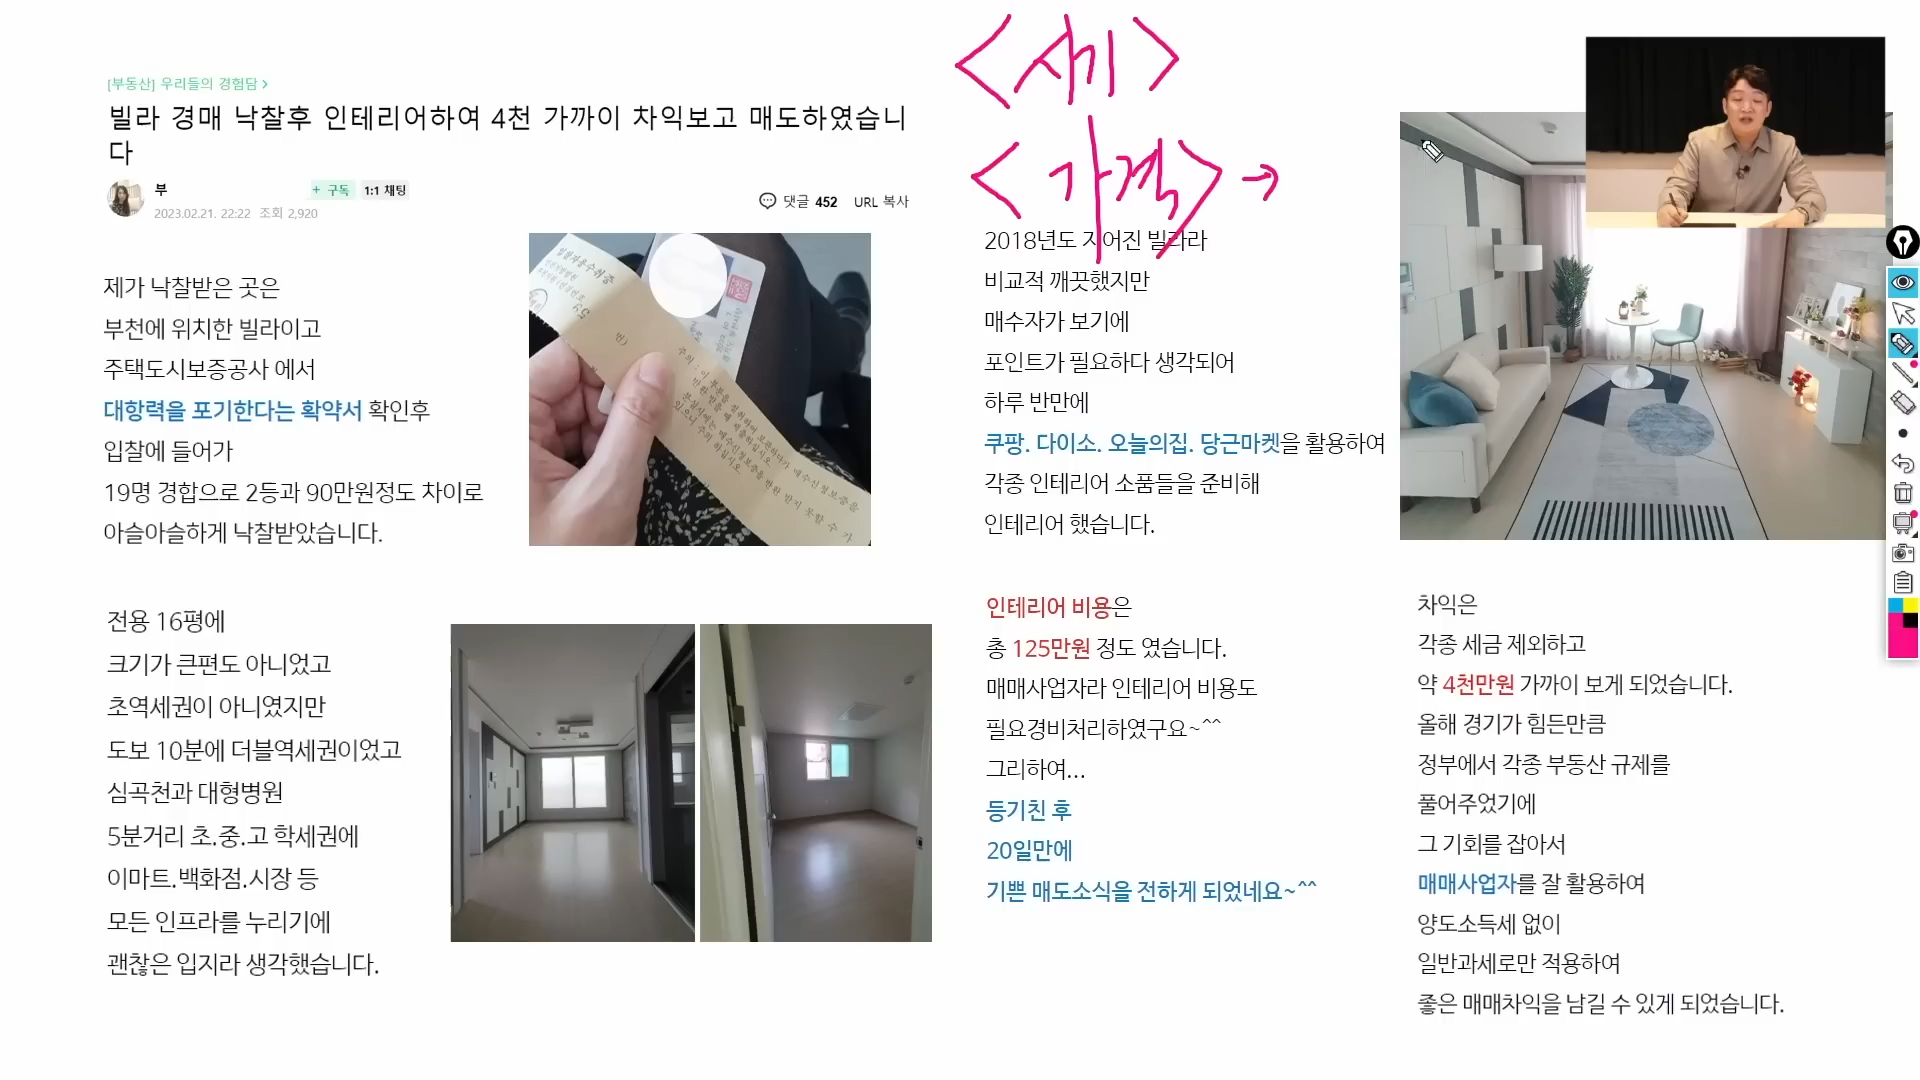 <시기>
<가격>→
[부동산] 우리들의 경험담 >
빌라 경매 낙찰후 인테리어하여 4천 가까이 차익보고 매도하였습니
다
부
+ 구독 1:1 채팅
2023.02.21. 22:22 조회 2,920
댓글 452 URL 복사
제가 낙찰받은 곳은
부천에 위치한 빌라이고
주택도시보증공사 에서
대항력을 포기한다는 확약서 확인후
입찰에 들어가
19명 경합으로 2등과 90만원정도 차이로
아슬아슬하게 낙찰받았습니다.
전용 16평에
크기가 큰편도 아니었고
초역세권이 아니였지만
도보 10분에 더블역세권이었고
심곡천과 대형병원
5분거리 초.중.고 학세권에
이마트.백화점.시장 등
모든 인프라를 누리기에
괜찮은 입지라 생각했습니다.
2018년도 지어진 빌라라
비교적 깨끗했지만
매수자가 보기에
포인트가 필요하다 생각되어
하루 반만에
쿠팡. 다이소. 오늘의집. 당근마켓을 활용하여
각종 인테리어 소품들을 준비해
인테리어 했습니다.
인테리어 비용은
총 125만원 정도 였습니다.
매매사업자라 인테리어 비용도
필요경비처리하였구요~^^
그리하여...
등기친 후
20일만에
기쁜 매도소식을 전하게 되었네요~^^
차익은
각종 세금 제외하고
약 4천만원 가까이 보게 되었습니다.
올해 경기가 힘든만큼
정부에서 각종 부동산 규제를
풀어주었기에
그 기회를 잡아서
매매사업자를 잘 활용하여
양도소득세 없이
일반과세로만 적용하여
좋은 매매차익을 남길 수 있게 되었습니다.